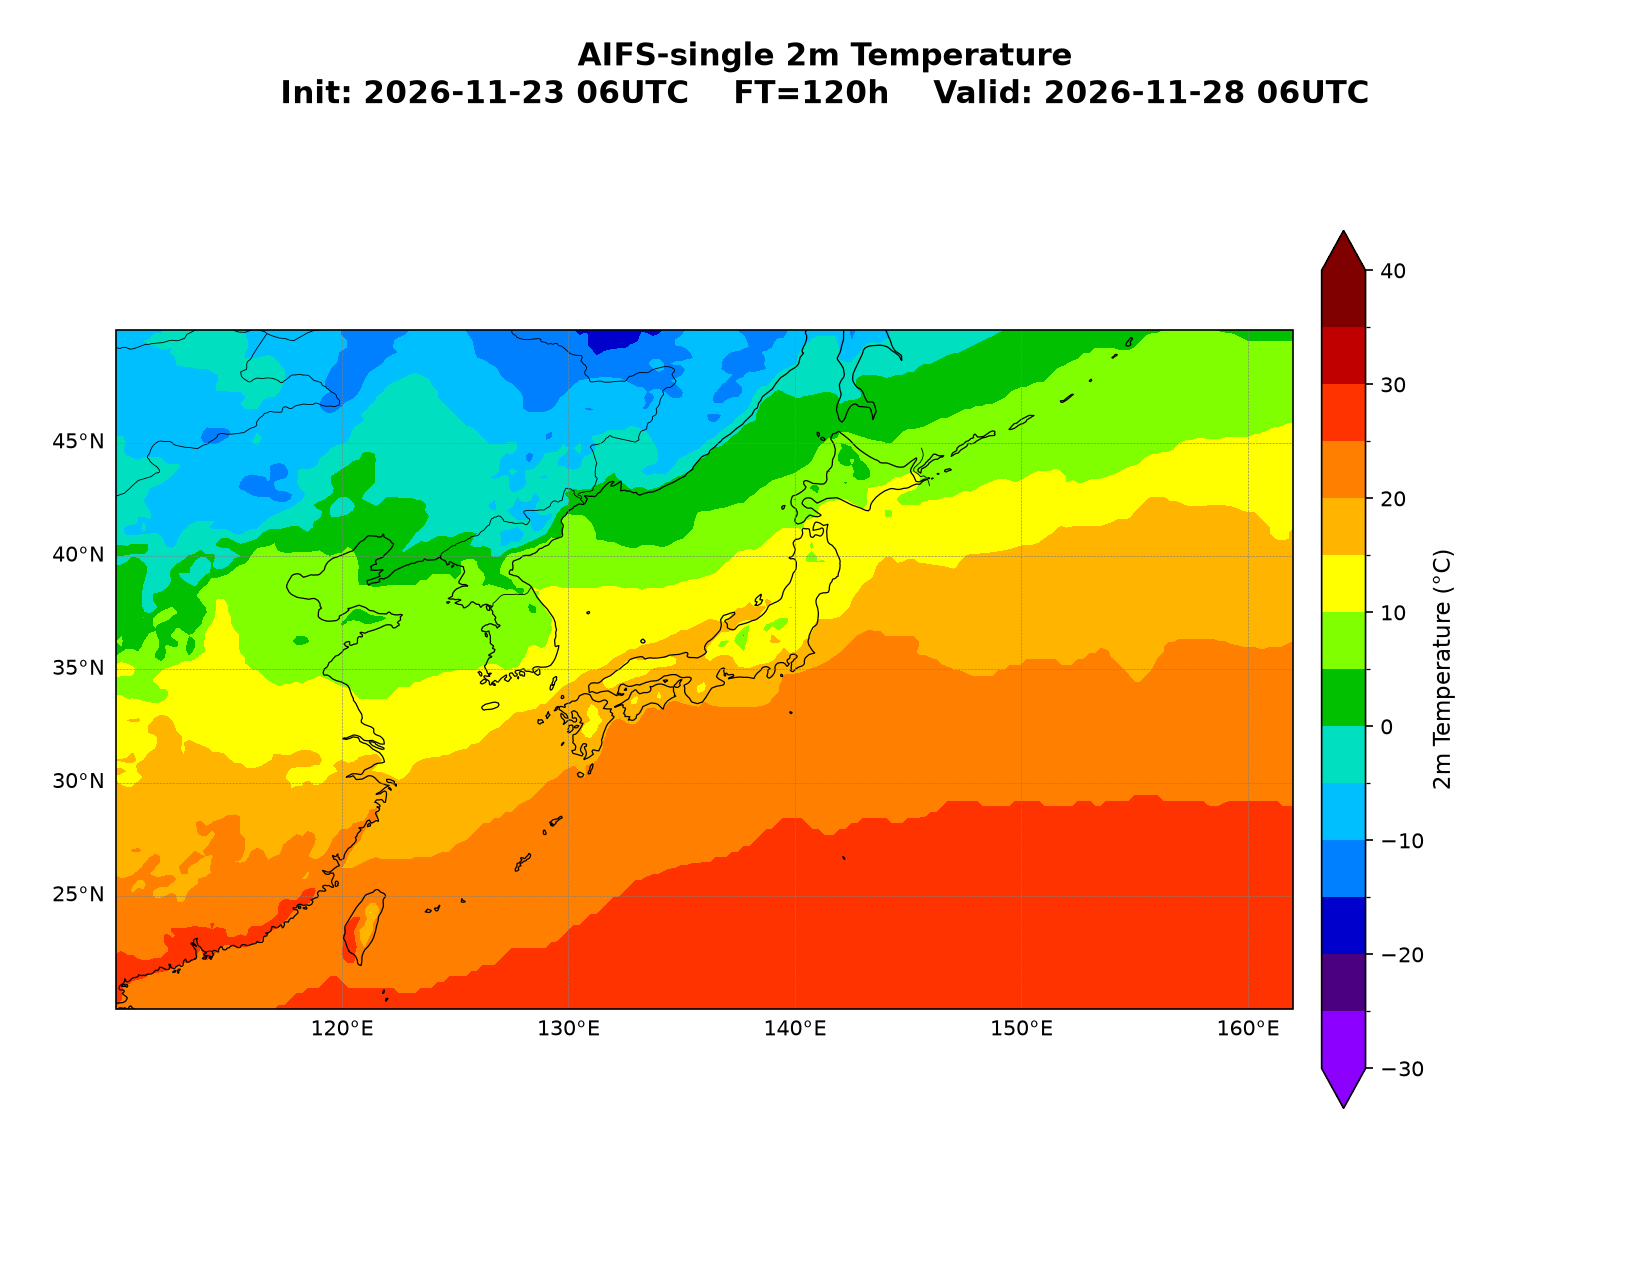 AIFS-single 2m Temperature
Init: 2026-11-23 06UTC    FT=120h    Valid: 2026-11-28 06UTC
45°N
40°N
35°N
30°N
25°N
120°E
130°E
140°E
150°E
160°E
40
30
20
10
0
−10
−20
−30
2m Temperature (°C)